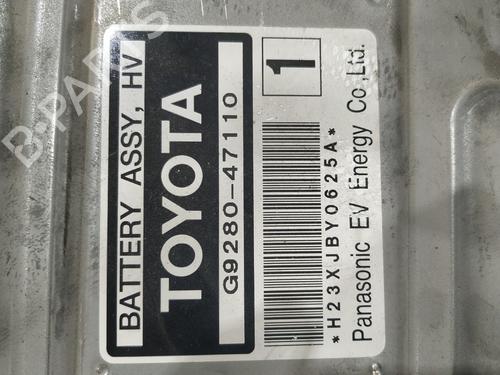 BATTERY ASSY, HV
TOYOTA
G9280-47110
1
*H23XJBY0625A*
Panasonic EV Energy Co.,Ltd.
B-PARTS